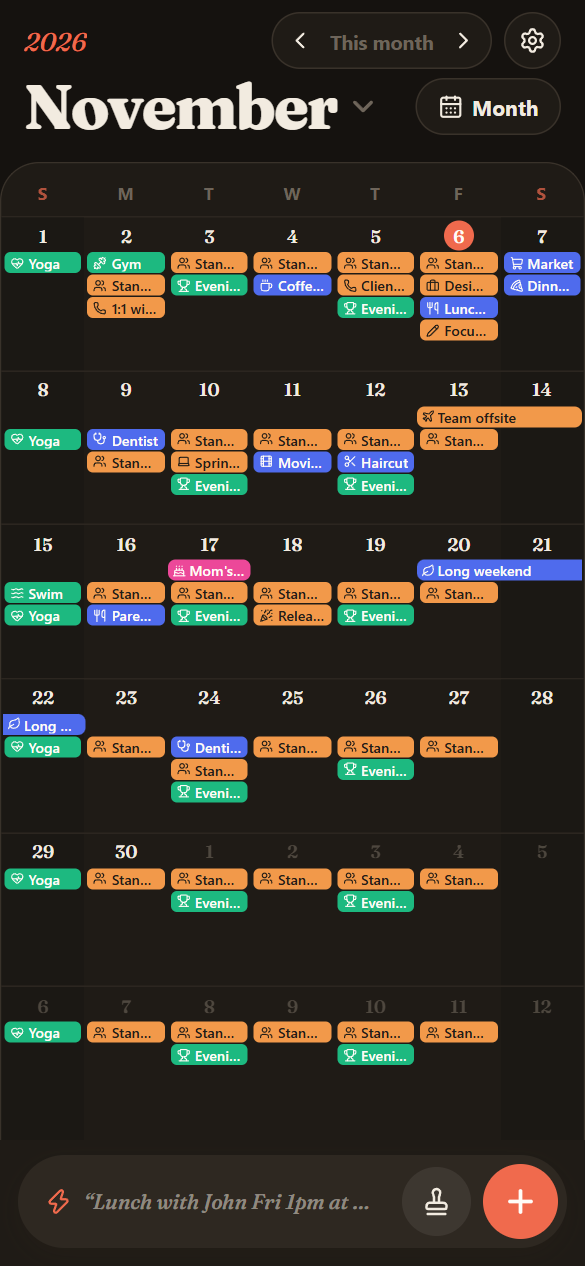 2026
This month
November
Month
S M T W T F S
1 2 3 4 5 6 7
Yoga Gym Stan... Stan... Stan... Stan... Market
Stan... Eveni... Coffe... Clien... Desi... Dinn...
1:1 wi... Eveni... Lunc...
Focu...
8 9 10 11 12 13 14
Team offsite
Yoga Dentist Stan... Stan... Stan... Stan...
Stan... Sprin... Movi... Haircut
Eveni... Eveni...
15 16 17 18 19 20 21
Mom's... Long weekend
Swim Stan... Stan... Stan... Stan... Stan...
Yoga Pare... Eveni... Relea... Eveni...
22 23 24 25 26 27 28
Long ...
Yoga Stan... Denti... Stan... Stan... Stan...
Stan... Eveni...
Eveni...
29 30 1 2 3 4 5
Yoga Stan... Stan... Stan... Stan... Stan...
Eveni... Eveni...
6 7 8 9 10 11 12
Yoga Stan... Stan... Stan... Stan... Stan...
Eveni... Eveni...
“Lunch with John Fri 1pm at ...